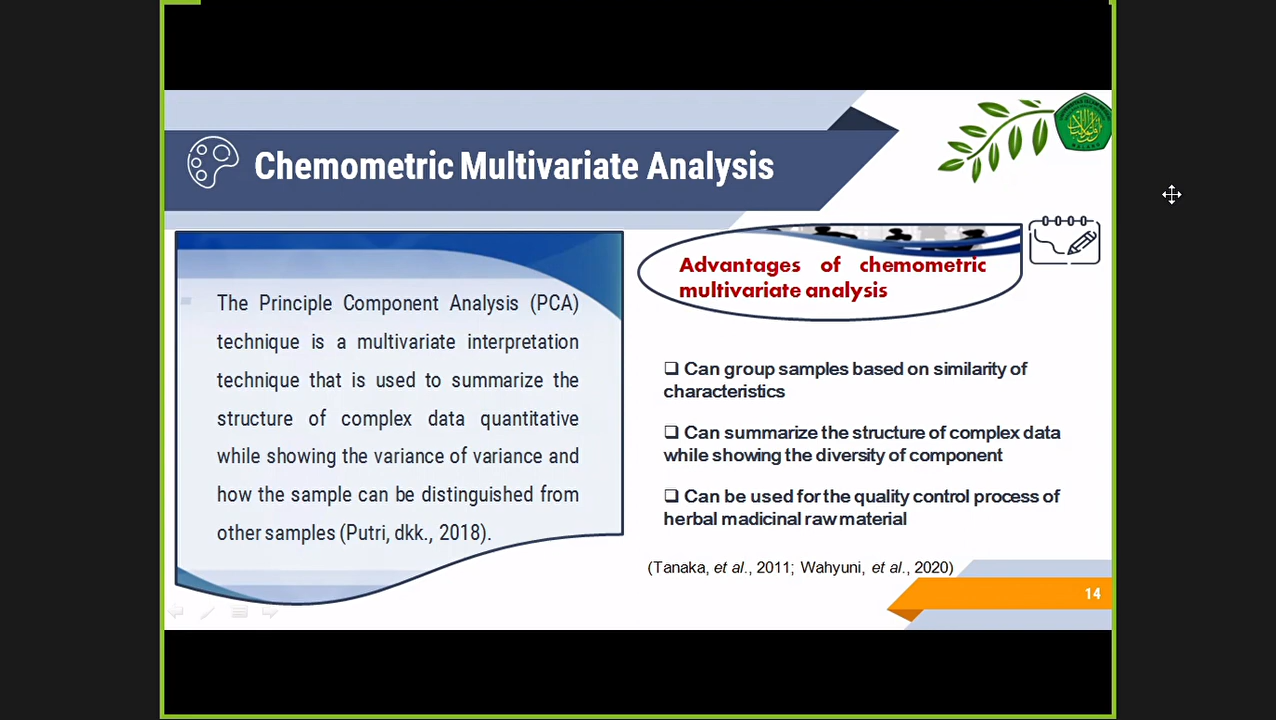 Chemometric Multivariate Analysis
The Principle Component Analysis (PCA)
technique is a multivariate interpretation
technique that is used to summarize the
structure of complex data quantitative
while showing the variance of variance and
how the sample can be distinguished from
other samples (Putri, dkk., 2018).
Advantages of chemometric
multivariate analysis
❑ Can group samples based on similarity of
characteristics
❑ Can summarize the structure of complex data
while showing the diversity of component
❑ Can be used for the quality control process of
herbal madicinal raw material
(Tanaka, et al., 2011; Wahyuni, et al., 2020)
14